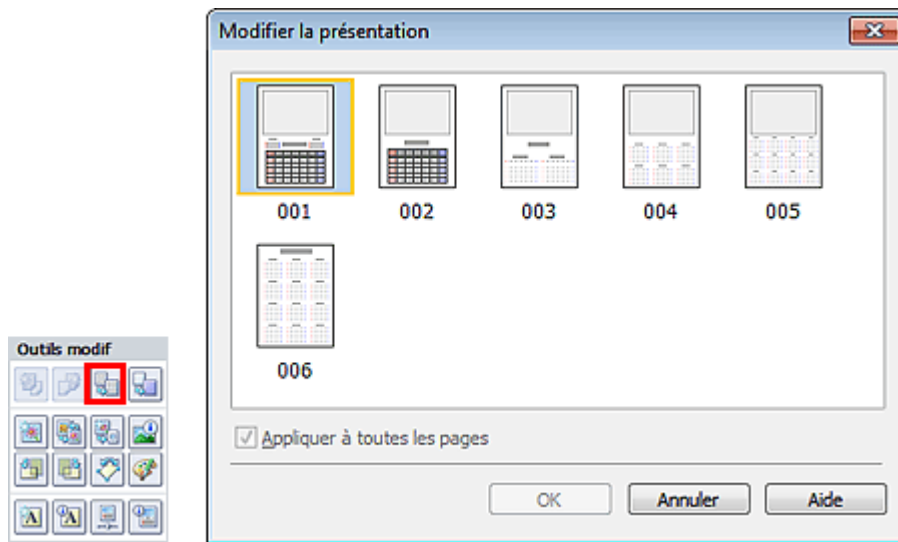 Modifier la présentation
001 002 003 004 005
006
Outils modif
Appliquer à toutes les pages
OK Annuler Aide